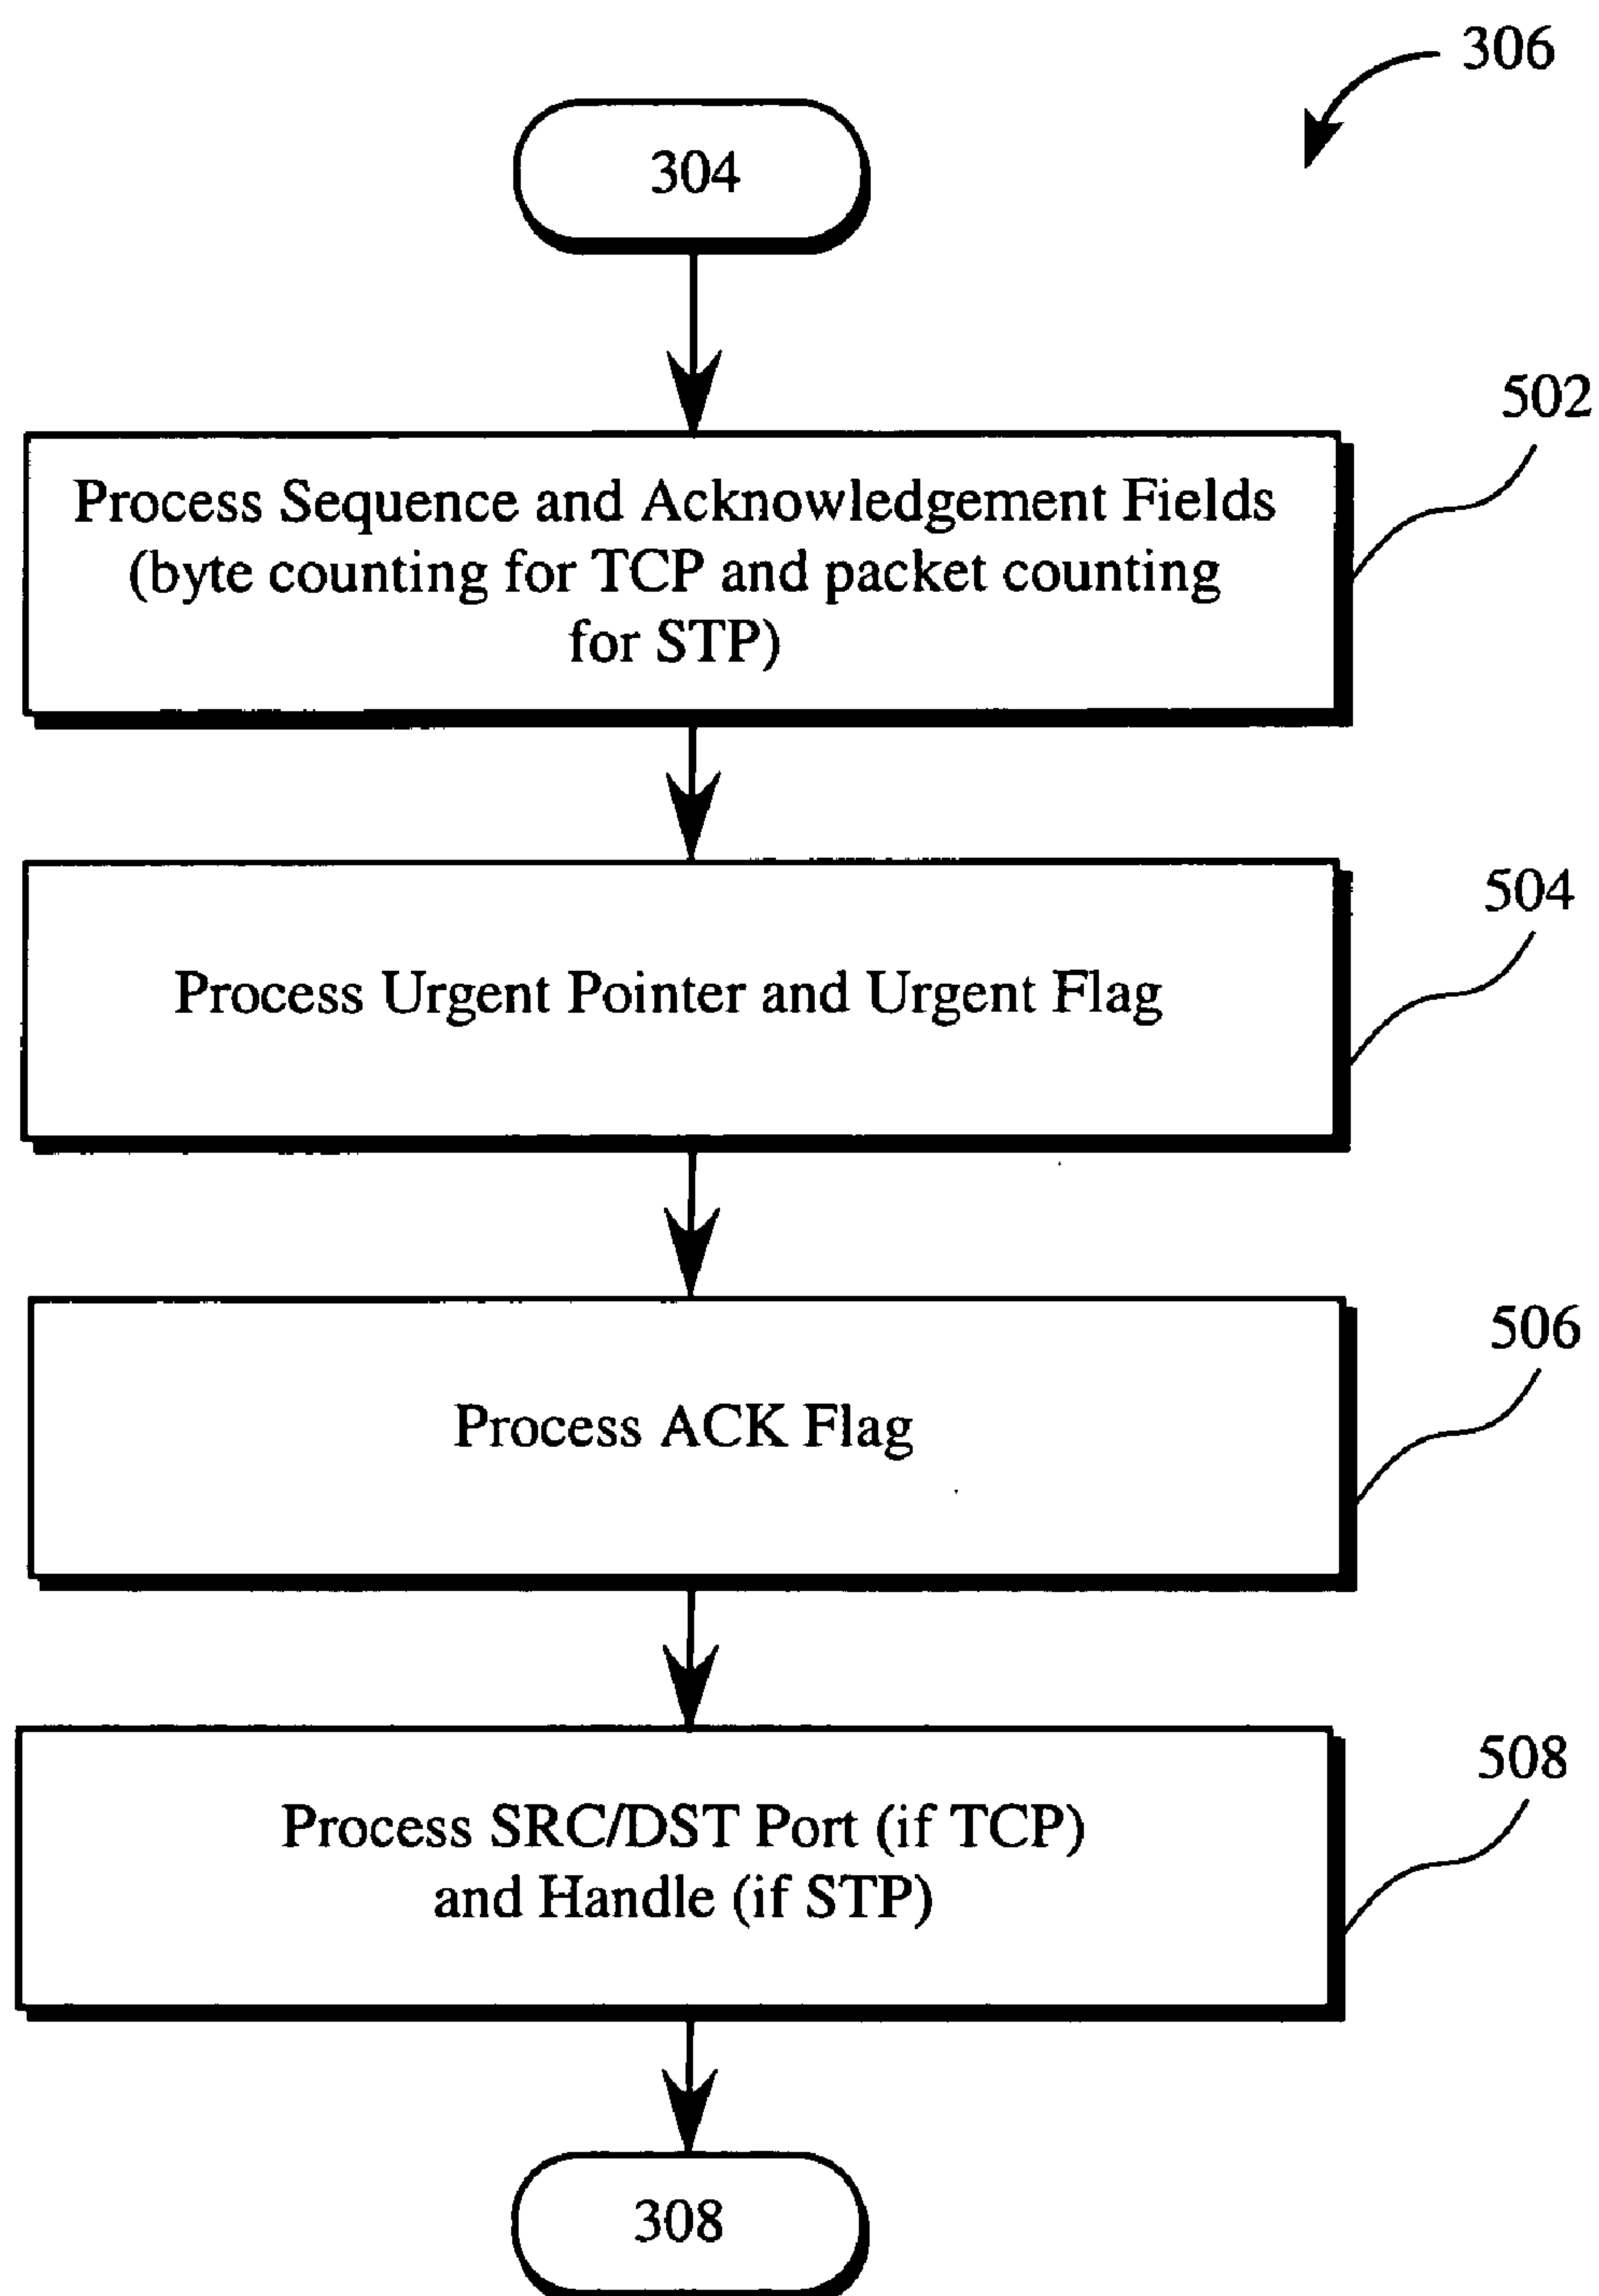 306
304
502
Process Sequence and Acknowledgement Fields
(byte counting for TCP and packet counting
for STP)
504
Process Urgent Pointer and Urgent Flag
506
Process ACK Flag
508
Process SRC/DST Port (if TCP)
and Handle (if STP)
308